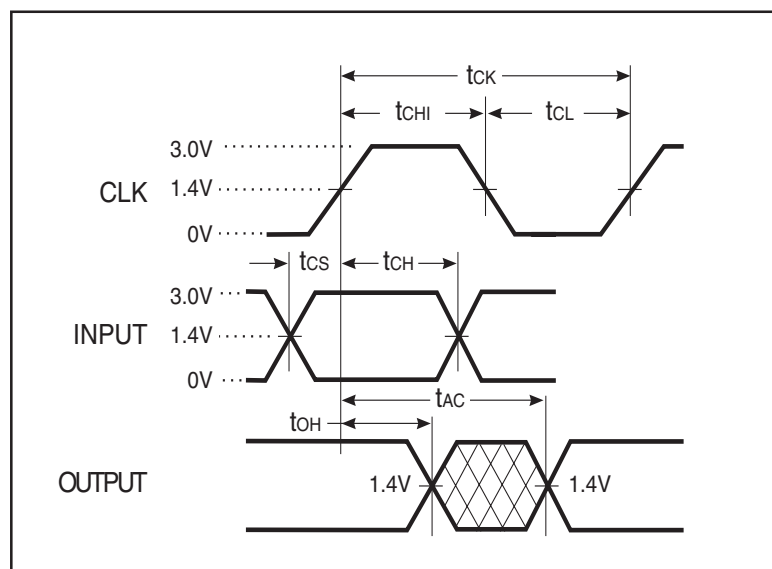 tCK
tCHI
tCL
3.0V
CLK
1.4V
0V
tCS
tCH
3.0V
INPUT
1.4V
0V
tAC
tOH
OUTPUT
1.4V
1.4V